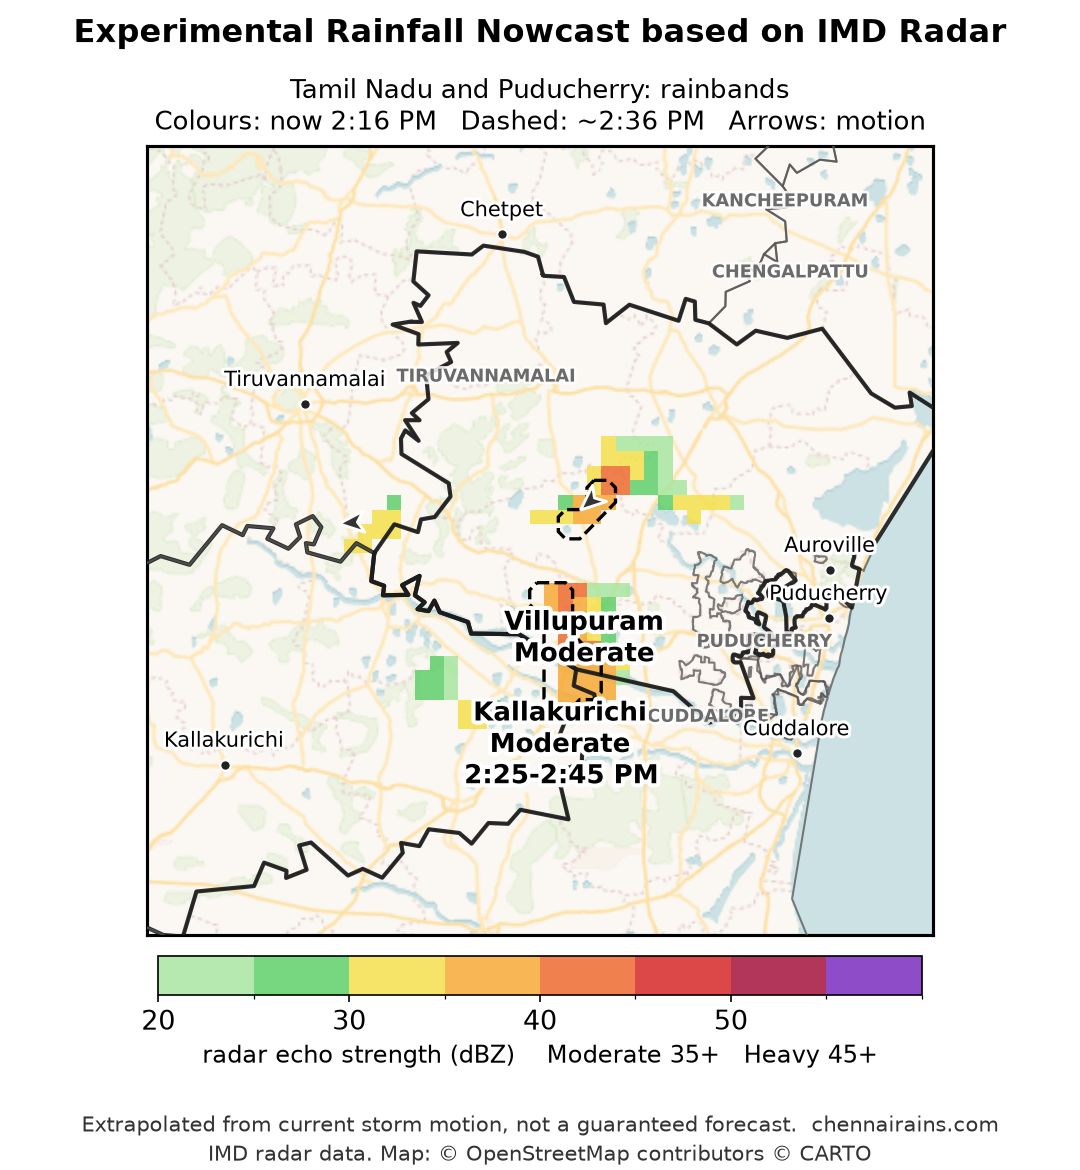 Experimental Rainfall Nowcast based on IMD Radar
Tamil Nadu and Puducherry: rainbands
Colours: now 2:16 PM   Dashed: ~2:36 PM   Arrows: motion
KANCHEEPURAM
Chetpet
CHENGALPATTU
Tiruvannamalai
TIRUVANNAMALAI
Auroville
Puducherry
Villupuram
Moderate
PUDUCHERRY
Kallakurichi
Moderate
2:25-2:45 PM
CUDDALORE
Cuddalore
Kallakurichi
20 30 40 50
radar echo strength (dBZ)   Moderate 35+   Heavy 45+
Extrapolated from current storm motion, not a guaranteed forecast.  chennairains.com
IMD radar data. Map: © OpenStreetMap contributors © CARTO